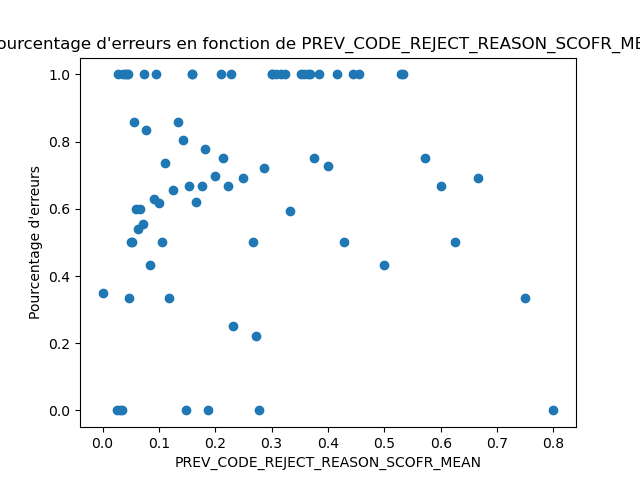 ourcentage d'erreurs en fonction de PREV_CODE_REJECT_REASON_SCOFR_ME
1.0
0.8
0.6
0.4
0.2
0.0
Pourcentage d'erreurs
0.0 0.1 0.2 0.3 0.4 0.5 0.6 0.7 0.8
PREV_CODE_REJECT_REASON_SCOFR_MEAN